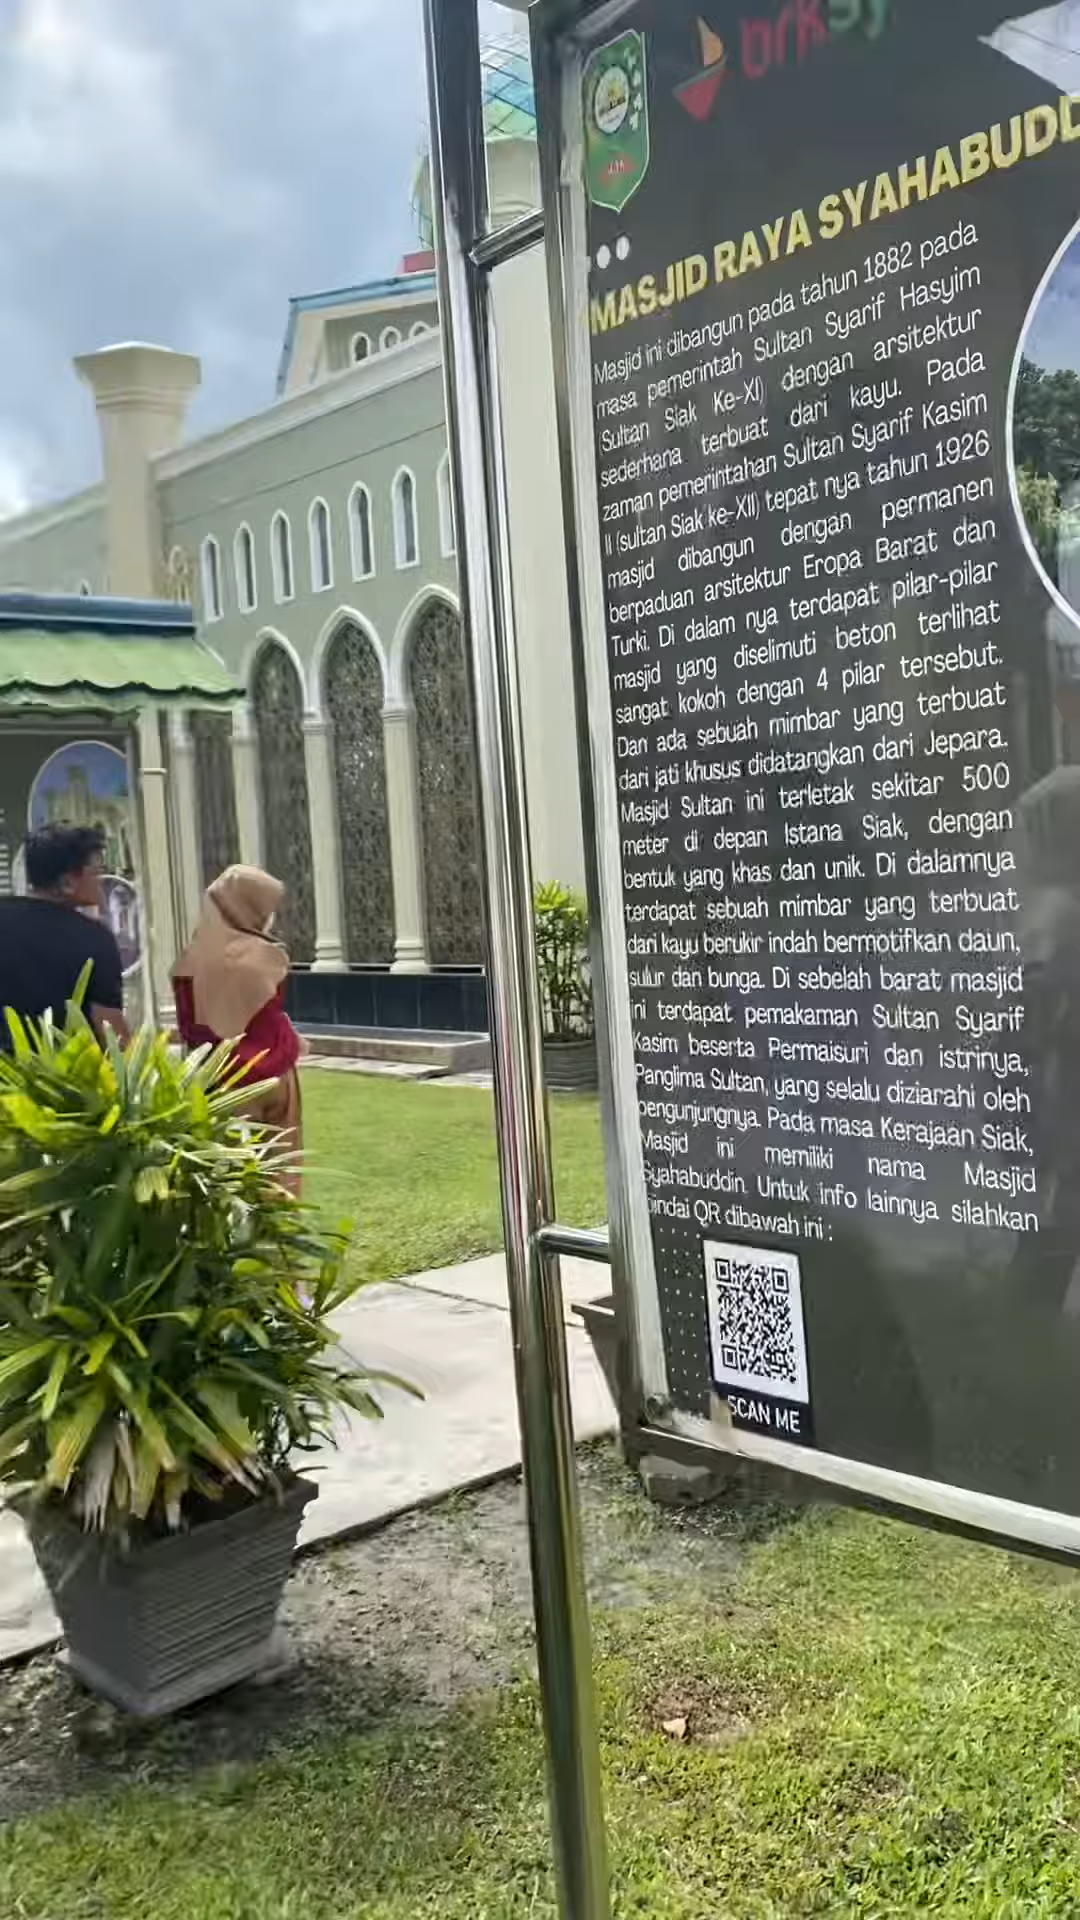 brksy
MASJID RAYA SYAHABUDD
Masjid ini dibangun pada tahun 1882 pada
masa pemerintah Sultan Syarif Hasyim
(Sultan Siak Ke-XI) dengan arsitektur
sederhana terbuat dari kayu. Pada
zaman pemerintahan Sultan Syarif Kasim
II (sultan Siak ke-XII) tepat nya tahun 1926
masjid dibangun dengan permanen
berpaduan arsitektur Eropa Barat dan
Turki. Di dalam nya terdapat pilar-pilar
masjid yang diselimuti beton terlihat
sangat kokoh dengan 4 pilar tersebut.
Dan ada sebuah mimbar yang terbuat
dari jati khusus didatangkan dari Jepara.
Masjid Sultan ini terletak sekitar 500
meter di depan Istana Siak, dengan
bentuk yang khas dan unik. Di dalamnya
terdapat sebuah mimbar yang terbuat
dari kayu berukir indah bermotifkan daun,
sulur dan bunga. Di sebelah barat masjid
ini terdapat pemakaman Sultan Syarif
Kasim beserta Permaisuri dan istrinya,
Panglima Sultan, yang selalu diziarahi oleh
pengunjungnya. Pada masa Kerajaan Siak,
Masjid ini memiliki nama Masjid
Syahabuddin. Untuk info lainnya silahkan
pindai QR dibawah ini :
SCAN ME